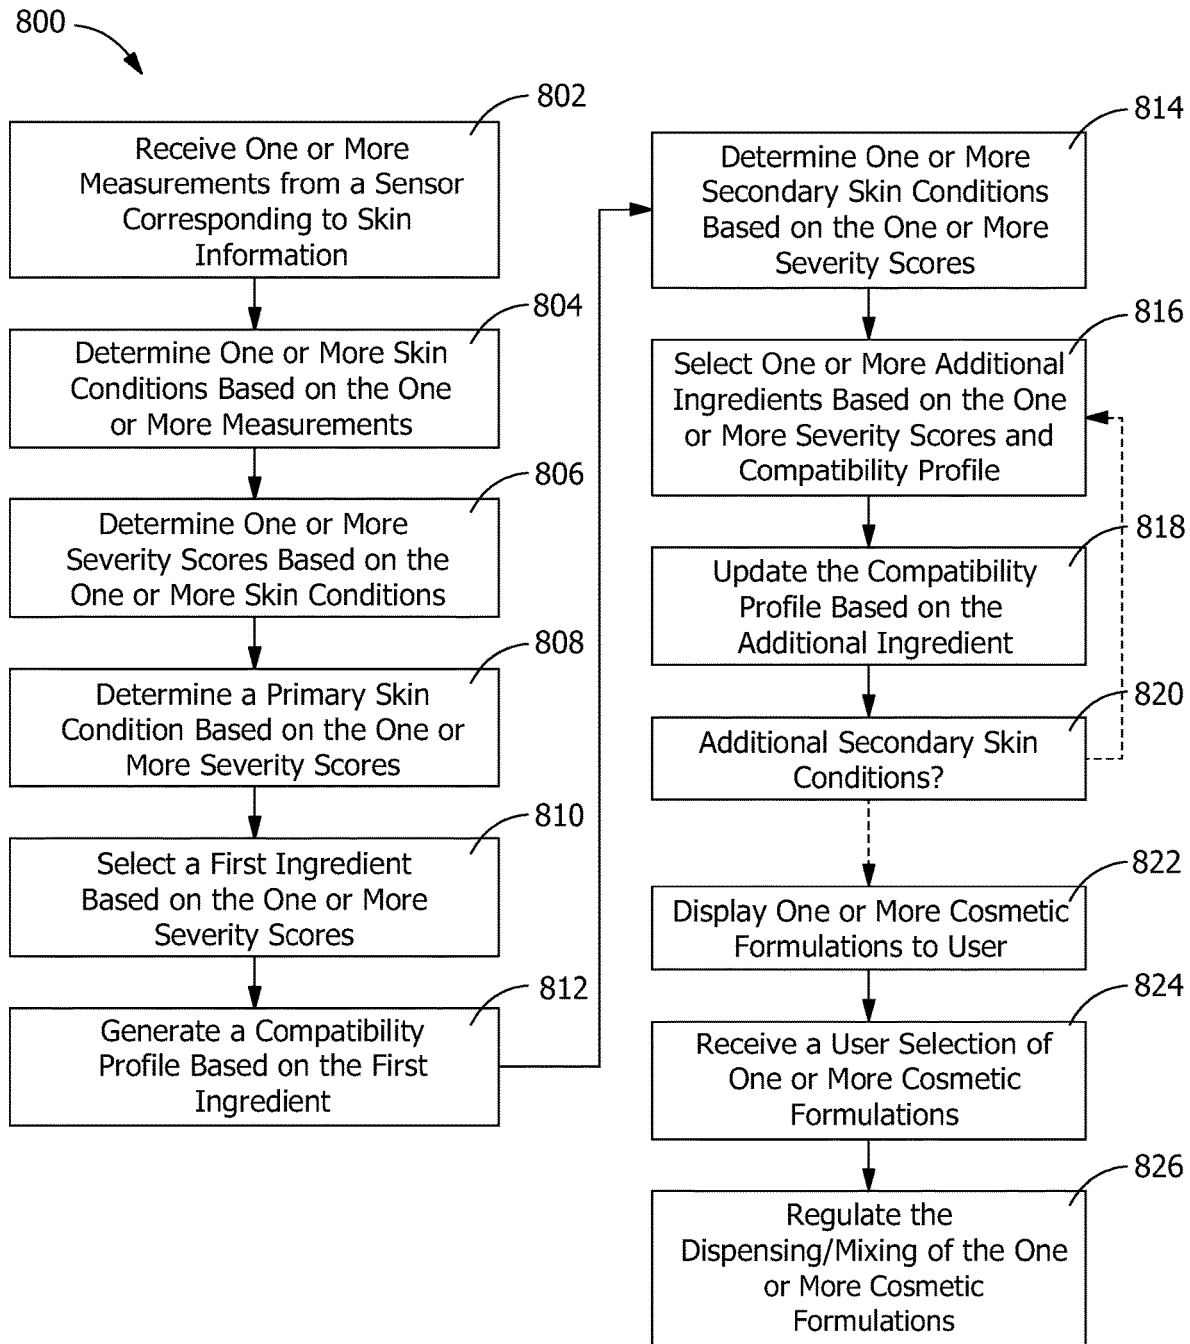 800
802
Receive One or More
Measurements from a Sensor
Corresponding to Skin
Information
804
Determine One or More Skin
Conditions Based on the One
or More Measurements
806
Determine One or More
Severity Scores Based on the
One or More Skin Conditions
808
Determine a Primary Skin
Condition Based on the One or
More Severity Scores
810
Select a First Ingredient
Based on the One or More
Severity Scores
812
Generate a Compatibility
Profile Based on the First
Ingredient
814
Determine One or More
Secondary Skin Conditions
Based on the One or More
Severity Scores
816
Select One or More Additional
Ingredients Based on the One
or More Severity Scores and
Compatibility Profile
818
Update the Compatibility
Profile Based on the
Additional Ingredient
820
Additional Secondary Skin
Conditions?
822
Display One or More Cosmetic
Formulations to User
824
Receive a User Selection of
One or More Cosmetic
Formulations
826
Regulate the
Dispensing/Mixing of the One
or More Cosmetic
Formulations